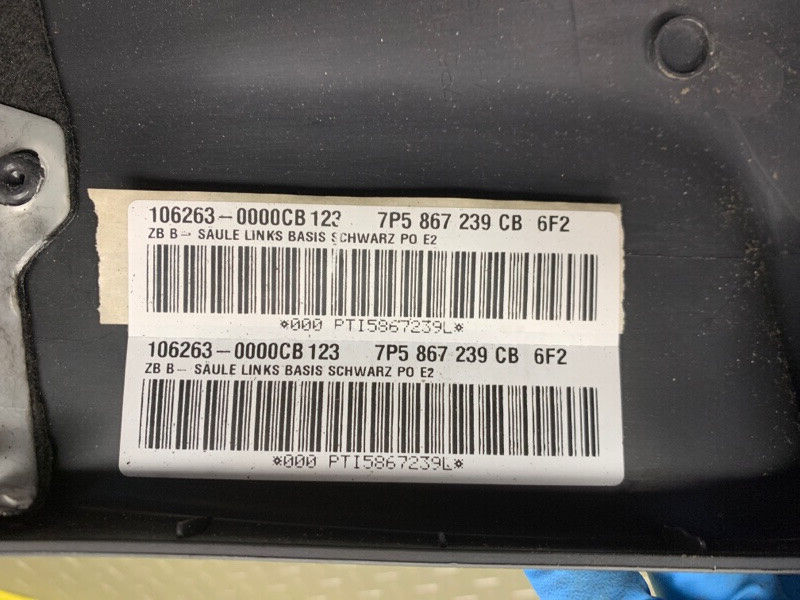 106263-0000CB 123 7P5 867 239 CB 6F2
ZB B- SAULE LINKS BASIS SCHWARZ PO E2
*000 PTI5867239L*
106263-0000CB 123 7P5 867 239 CB 6F2
ZB B- SAULE LINKS BASIS SCHWARZ PO E2
*000 PTI5867239L*